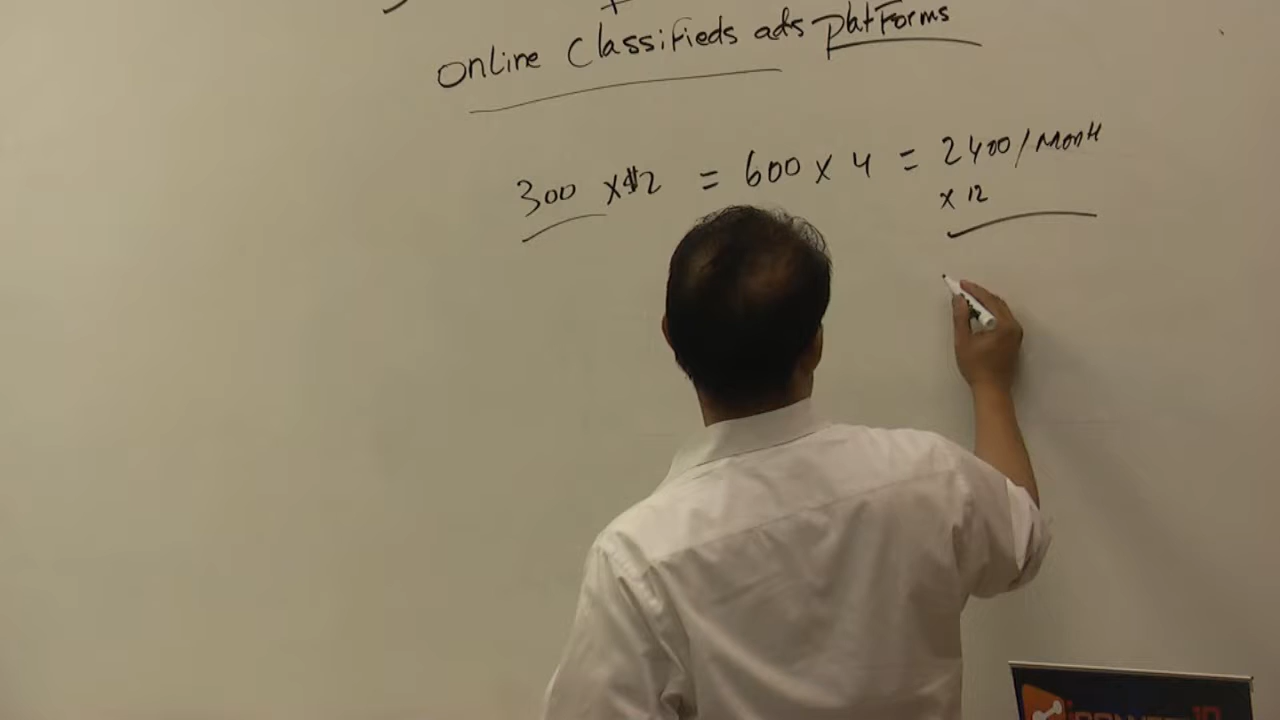 Online Classifieds ads platforms
300 x $2 = 600 x 4 = 2400/Month
x 12